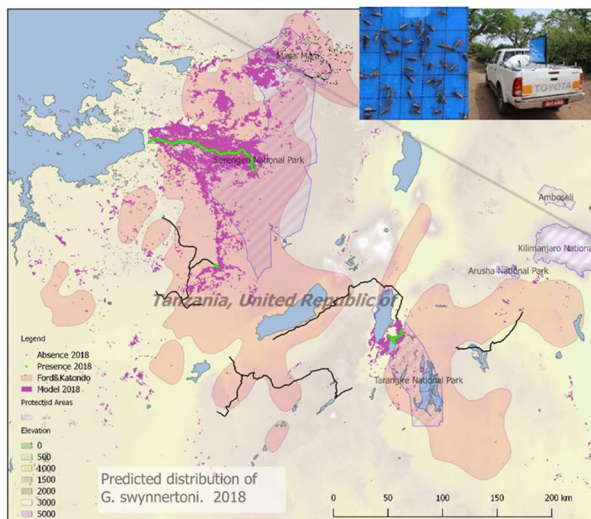 Masai Mara
TOYOTA
Serengeti National Park
Amboseli
Kilimanjaro National
Arusha National Park
Tanzania, United Republic of
Legend
Absence 2018
Presence 2018
Ford&Katondo
Model 2018
Protected Areas
Elevation
0
500
1000
1500
2000
3000
5000
Tarangire National Park
Predicted distribution of
G. swynnertoni. 2018
0 50 100 150 200 km